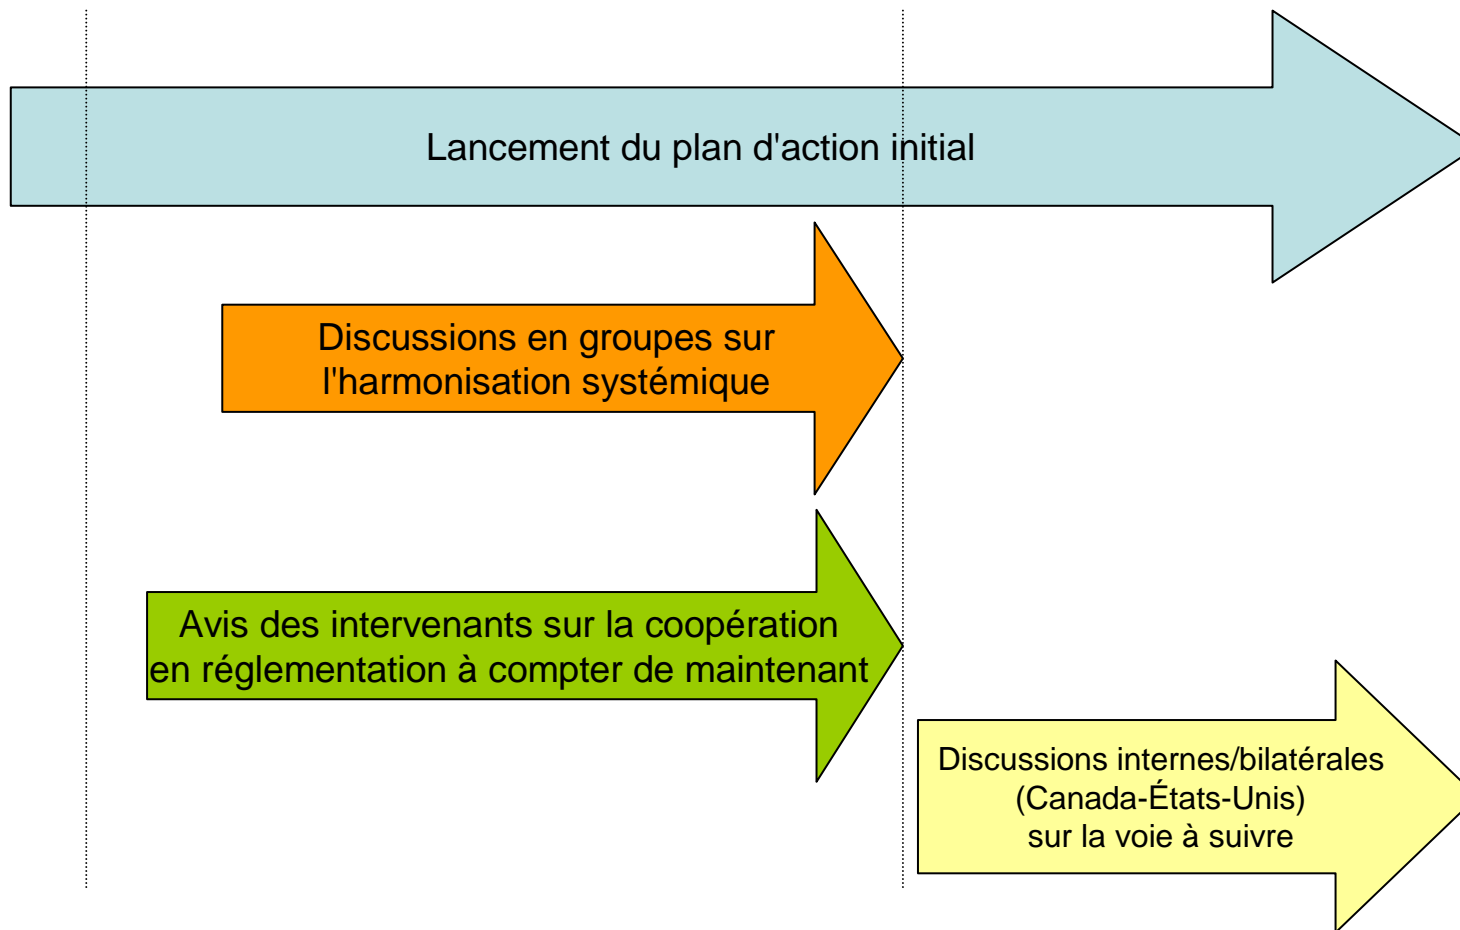 Lancement du plan d'action initial
Discussions en groupes sur
l'harmonisation systémique
Avis des intervenants sur la coopération
en réglementation à compter de maintenant
Discussions internes/bilatérales
(Canada-États-Unis)
sur la voie à suivre